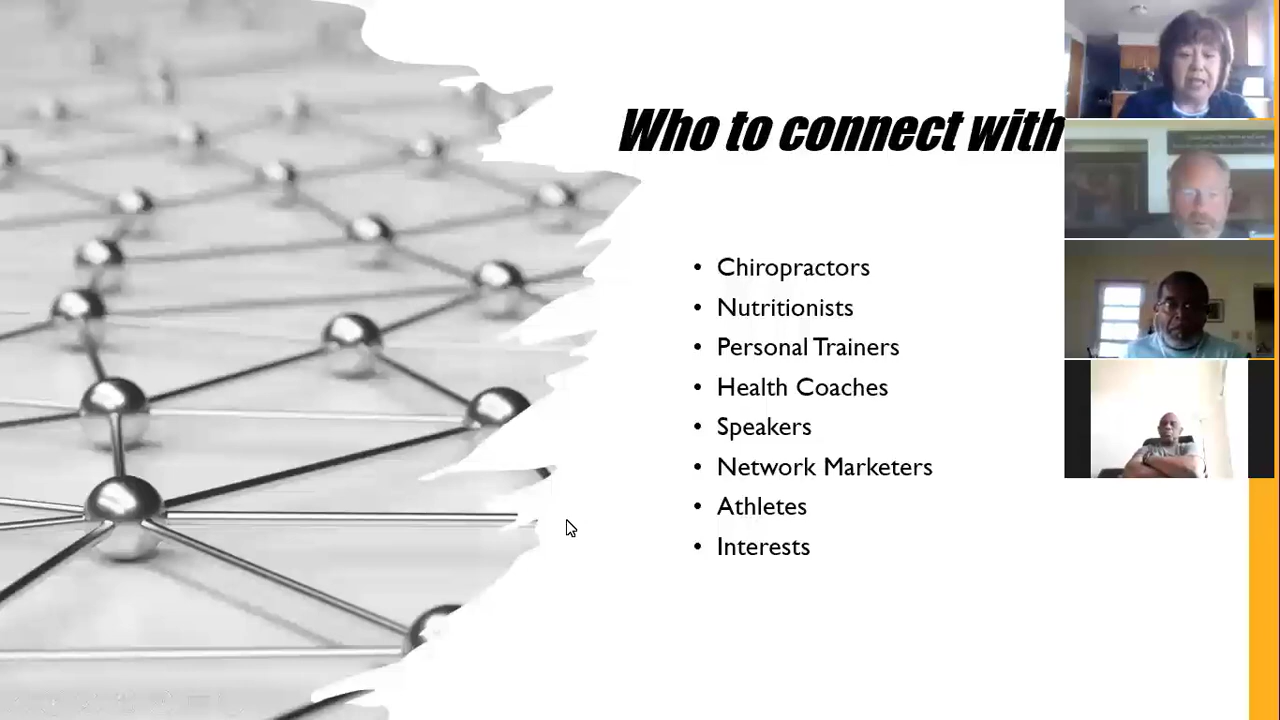 Who to connect with
• Chiropractors
• Nutritionists
• Personal Trainers
• Health Coaches
• Speakers
• Network Marketers
• Athletes
• Interests